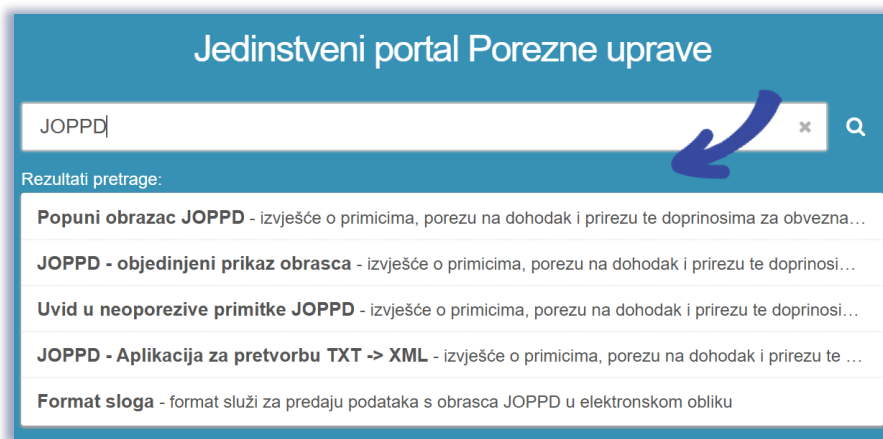 Jedinstveni portal Porezne uprave
JOPPD
Rezultati pretrage:
Popuni obrazac JOPPD - izvješće o primicima, porezu na dohodak i prirezu te doprinosima za obvezna…
JOPPD - objedinjeni prikaz obrasca - izvješće o primicima, porezu na dohodak i prirezu te doprinosi…
Uvid u neoporezive primitke JOPPD - izvješće o primicima, porezu na dohodak i prirezu te doprinosi…
JOPPD - Aplikacija za pretvorbu TXT -> XML - izvješće o primicima, porezu na dohodak i prirezu te …
Format sloga - format služi za predaju podataka s obrasca JOPPD u elektronskom obliku